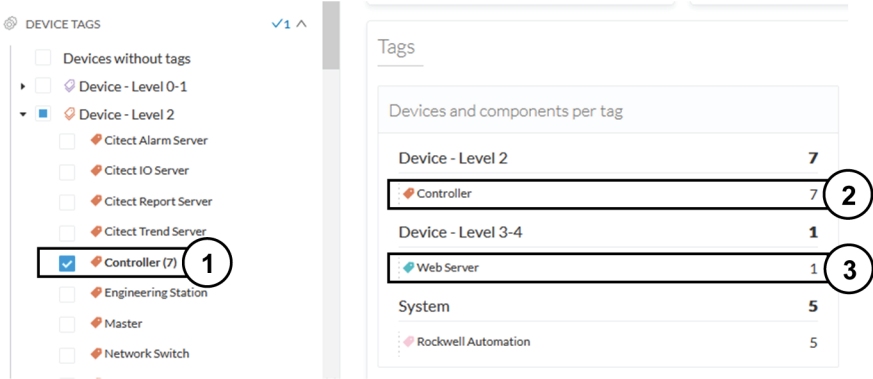 DEVICE TAGS
1
Devices without tags
Device - Level 0-1
Device - Level 2
Citect Alarm Server
Citect IO Server
Citect Report Server
Citect Trend Server
Controller (7)
1
Engineering Station
Master
Network Switch
Tags
Devices and components per tag
Device - Level 2 7
Controller 7
2
Device - Level 3-4 1
Web Server 1
3
System 5
Rockwell Automation 5